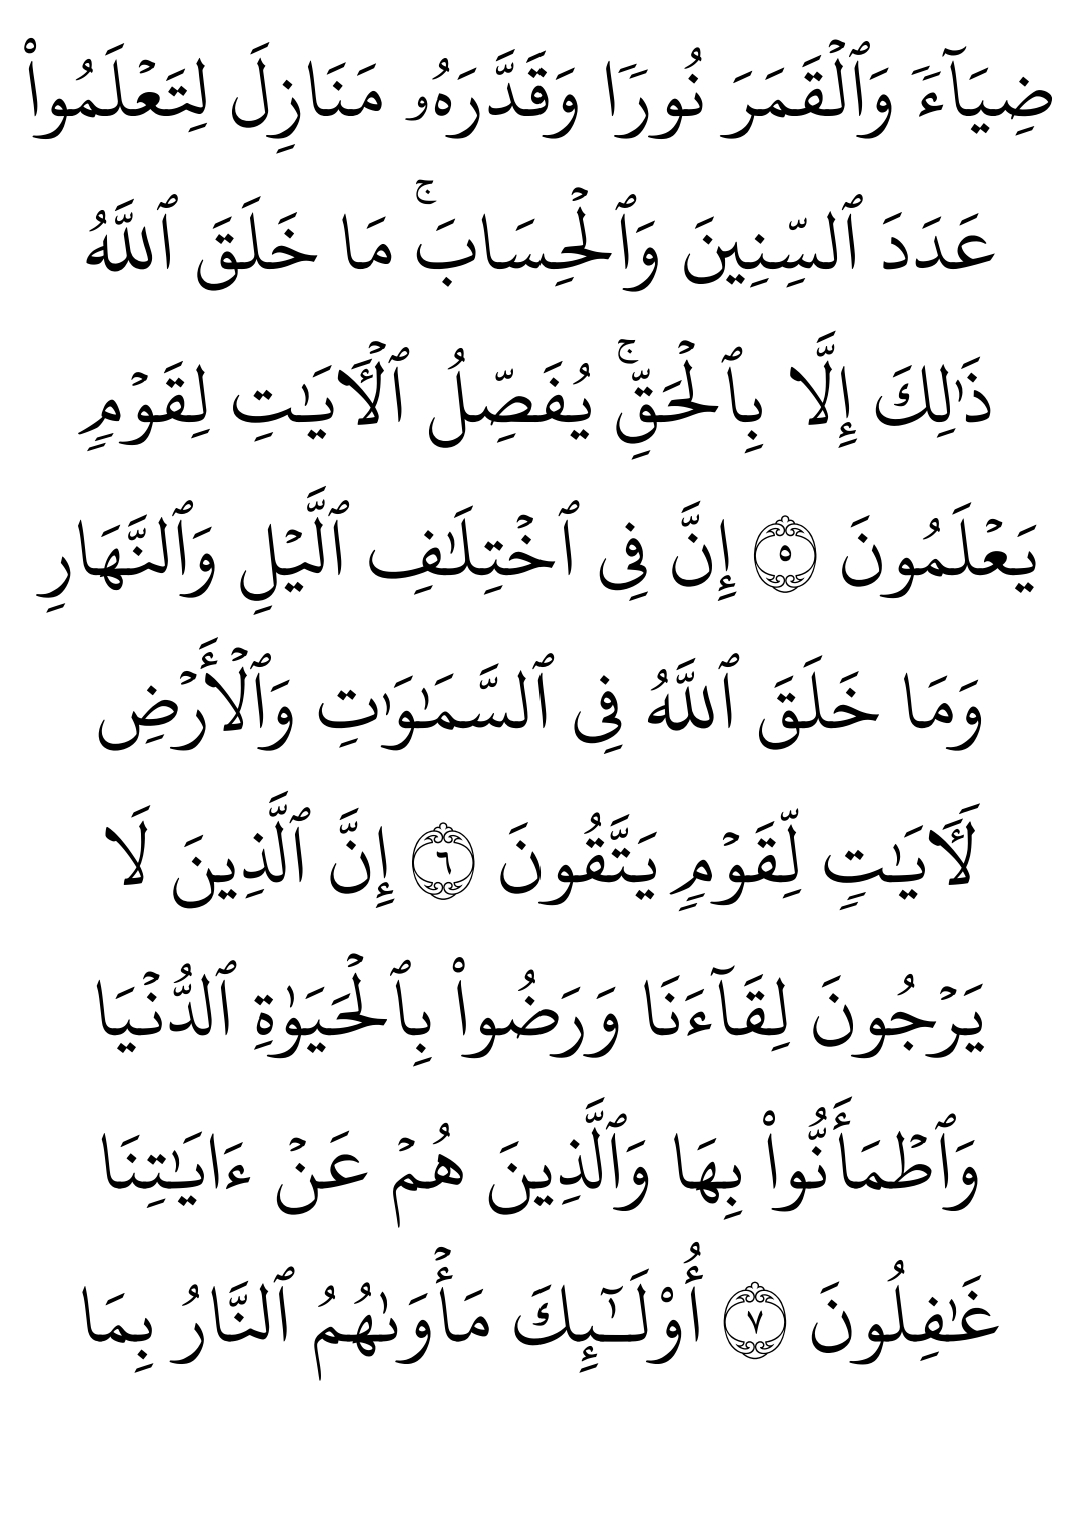 ضِيَآءً وَٱلْقَمَرَ نُورًا وَقَدَّرَهُۥ مَنَازِلَ لِتَعْلَمُوا۟
عَدَدَ ٱلسِّنِينَ وَٱلْحِسَابَ ۚ مَا خَلَقَ ٱللَّهُ
ذَٰلِكَ إِلَّا بِٱلْحَقِّ ۚ يُفَصِّلُ ٱلْـَٔايَـٰتِ لِقَوْمٍ
يَعْلَمُونَ ٥ إِنَّ فِى ٱخْتِلَـٰفِ ٱلَّيْلِ وَٱلنَّهَارِ
وَمَا خَلَقَ ٱللَّهُ فِى ٱلسَّمَـٰوَٰتِ وَٱلْأَرْضِ
لَـَٔايَـٰتٍ لِّقَوْمٍ يَتَّقُونَ ٦ إِنَّ ٱلَّذِينَ لَا
يَرْجُونَ لِقَآءَنَا وَرَضُوا۟ بِٱلْحَيَوٰةِ ٱلدُّنْيَا
وَٱطْمَأَنُّوا۟ بِهَا وَٱلَّذِينَ هُمْ عَنْ ءَايَـٰتِنَا
غَـٰفِلُونَ ٧ أُو۟لَـٰٓئِكَ مَأْوَىٰهُمُ ٱلنَّارُ بِمَا